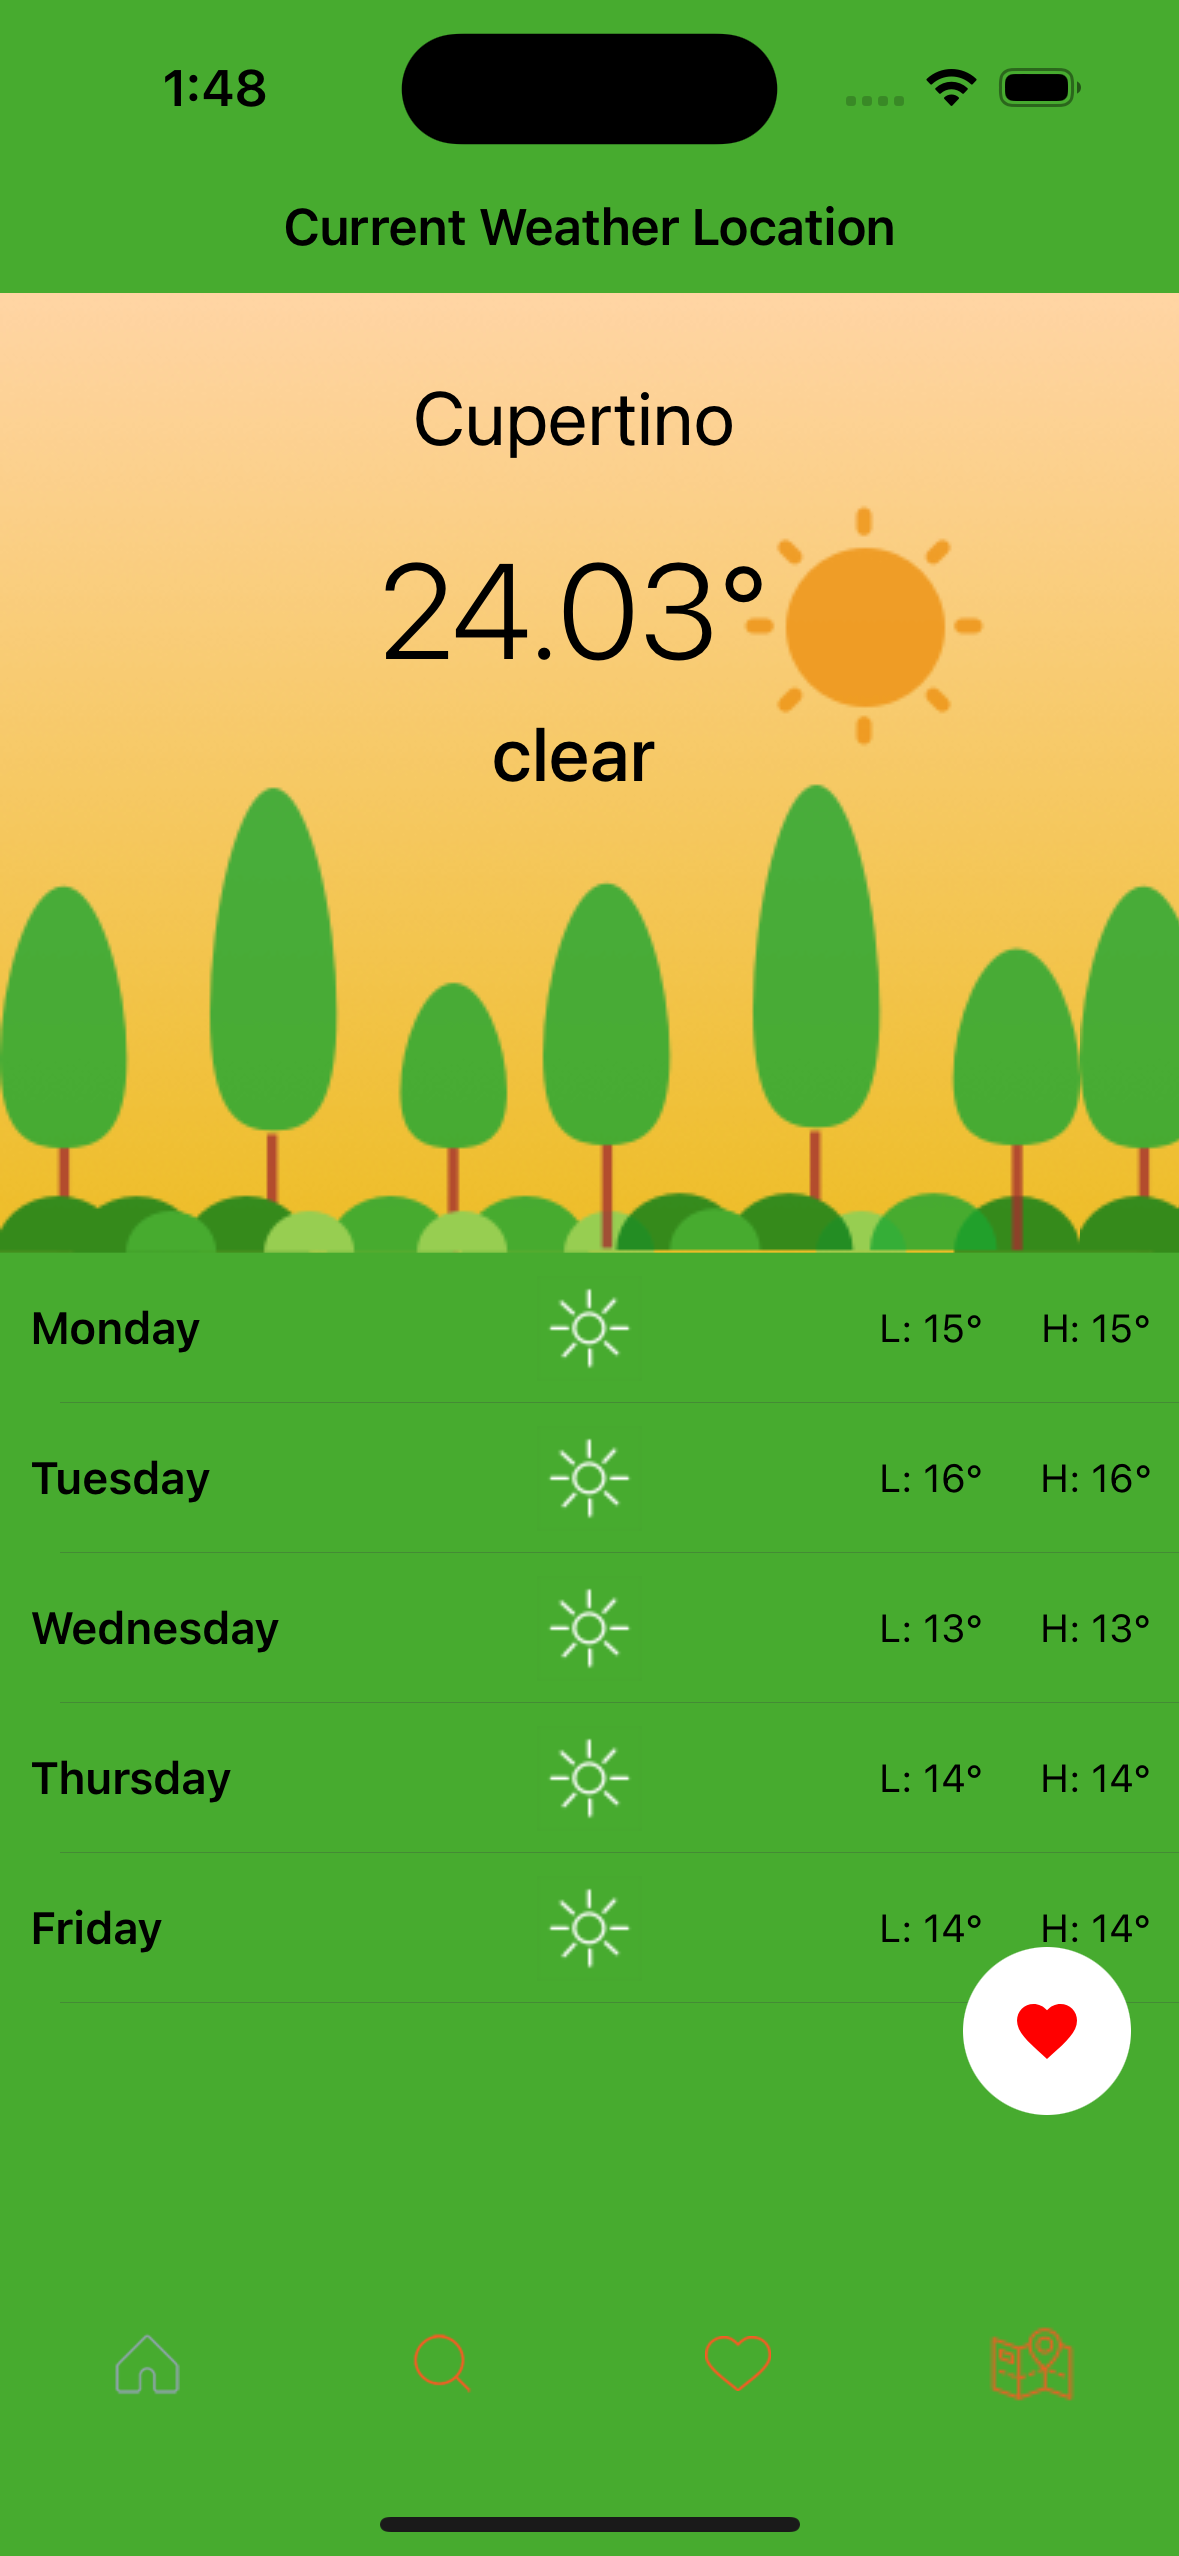 1:48
Current Weather Location
Cupertino
24.03°
clear
Monday L: 15° H: 15°
Tuesday L: 16° H: 16°
Wednesday L: 13° H: 13°
Thursday L: 14° H: 14°
Friday L: 14° H: 14°